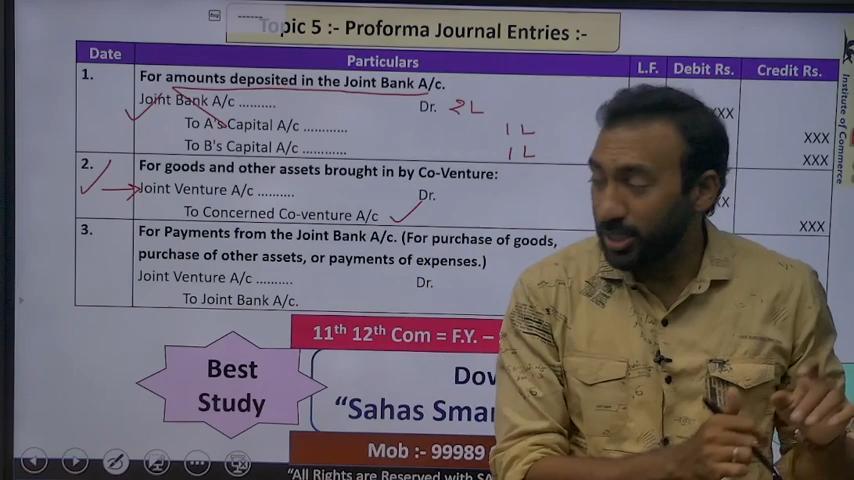 Topic 5 :- Proforma Journal Entries :-
Date Particulars L.F. Debit Rs. Credit Rs.
1. For amounts deposited in the Joint Bank A/c.
Joint Bank A/c .......... Dr. 2L XX
To A's Capital A/c ............ 1L XXX
To B's Capital A/c ............ 1L XXX
2. For goods and other assets brought in by Co-Venture:
Joint Venture A/c .......... Dr. XX
To Concerned Co-venture A/c XXX
3. For Payments from the Joint Bank A/c. (For purchase of goods,
purchase of other assets, or payments of expenses.)
Joint Venture A/c .......... Dr.
To Joint Bank A/c.
Institute of Commerce
11th 12th Com = F.Y. –
Best
Study
"Sahas
Mob :- 99989
"All Rights are Reserved with